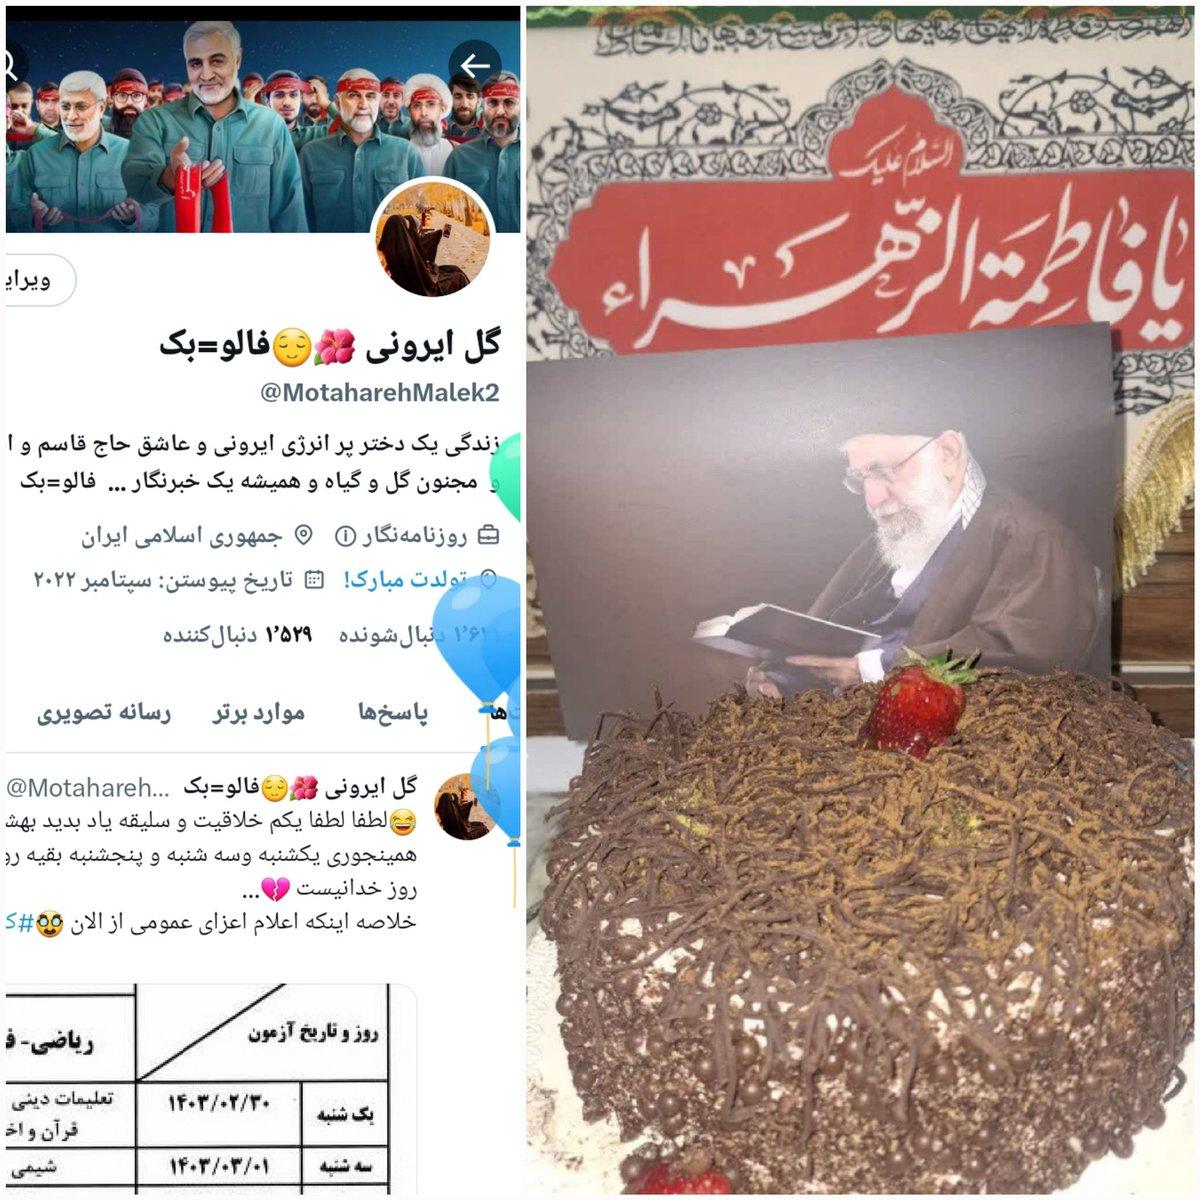 ویرای
گل ایرونی 🌺😌فالو=بک
@MotaharehMalek2
زندگی یک دختر پر انرژی ایرونی و عاشق حاج قاسم و ا
و مجنون گل و گیاه و همیشه یک خبرنگار ... فالو=بک
روزنامه‌نگار جمهوری اسلامی ایران
تولدت مبارک! تاریخ پیوستن: سپتامبر ۲۰۲۲
دنبال‌شونده ۱٬۵۲۹ دنبال‌کننده
پاسخ‌ها موارد برتر رسانه تصویری
گل ایرونی 🌺😌فالو=بک @Motahareh...
😂لطفا لطفا یکم خلاقیت و سلیقه یاد بدید بهش
همینجوری یکشنبه وسه شنبه و پنجشنبه بقیه رو
روز خدانیست 💔...
خلاصه اینکه اعلام اعزای عمومی از الان 🥸#ک
روز و تاریخ آزمون ریاضی- ف
یک شنبه ۱۴۰۳/۰۲/۳۰ تعلیمات دینی
قرآن و اخ
سه شنبه ۱۴۰۳/۰۳/۰۱ شیمی
السلام علیک
یا فاطمة الزهراء